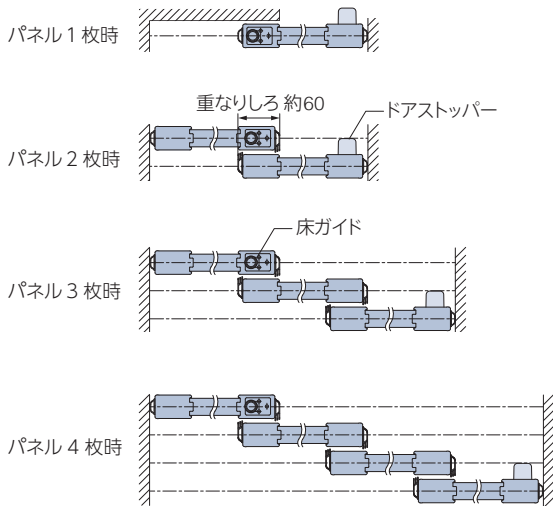 パネル 1 枚時
重なりしろ 約60
ドアストッパー
パネル 2 枚時
床ガイド
パネル 3 枚時
パネル 4 枚時